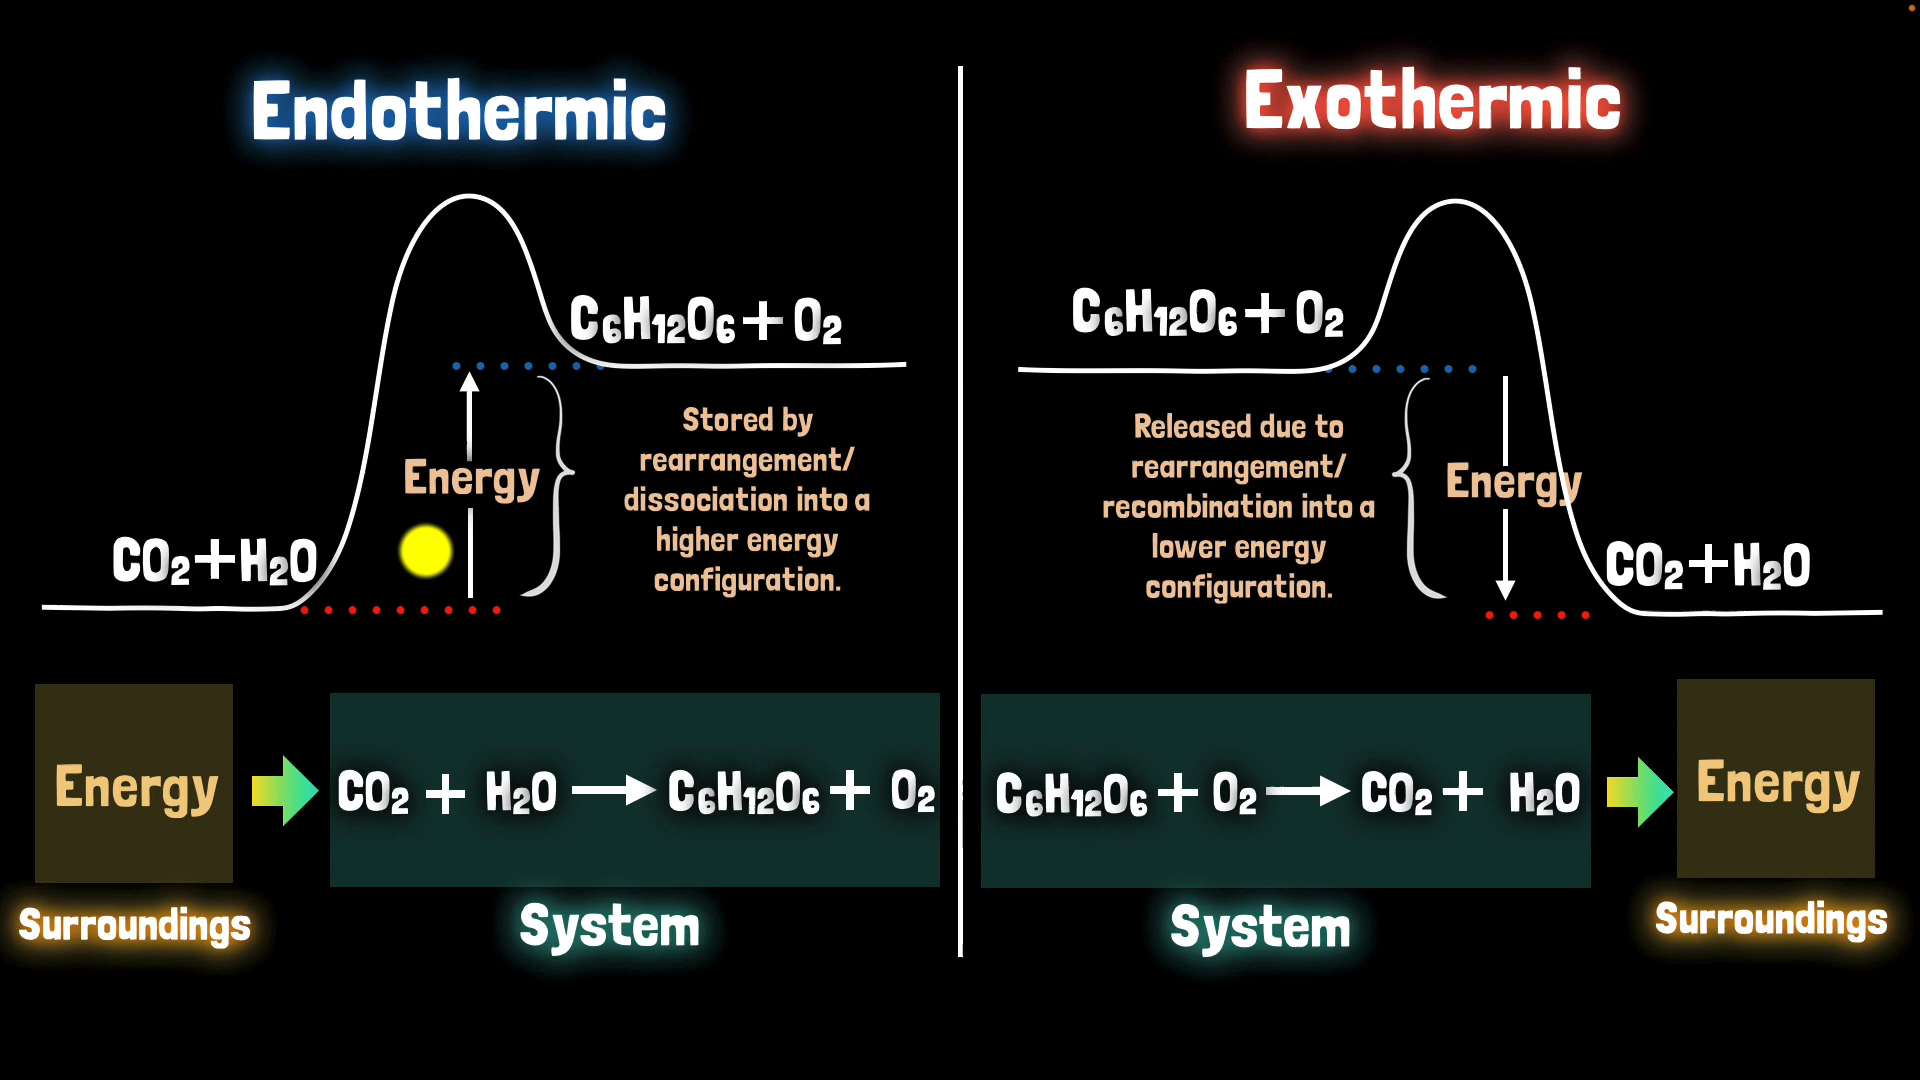 Endothermic
C₆H₁₂O₆ + O₂
Stored by
rearrangement/
dissociation into a
higher energy
configuration.
Energy
CO₂+H₂O
Energy
CO₂ + H₂O → C₆H₁₂O₆ + O₂
Surroundings
System
Exothermic
C₆H₁₂O₆ + O₂
Released due to
rearrangement/
recombination into a
lower energy
configuration.
Energy
CO₂+H₂O
C₆H₁₂O₆ + O₂ → CO₂ + H₂O
Energy
System
Surroundings